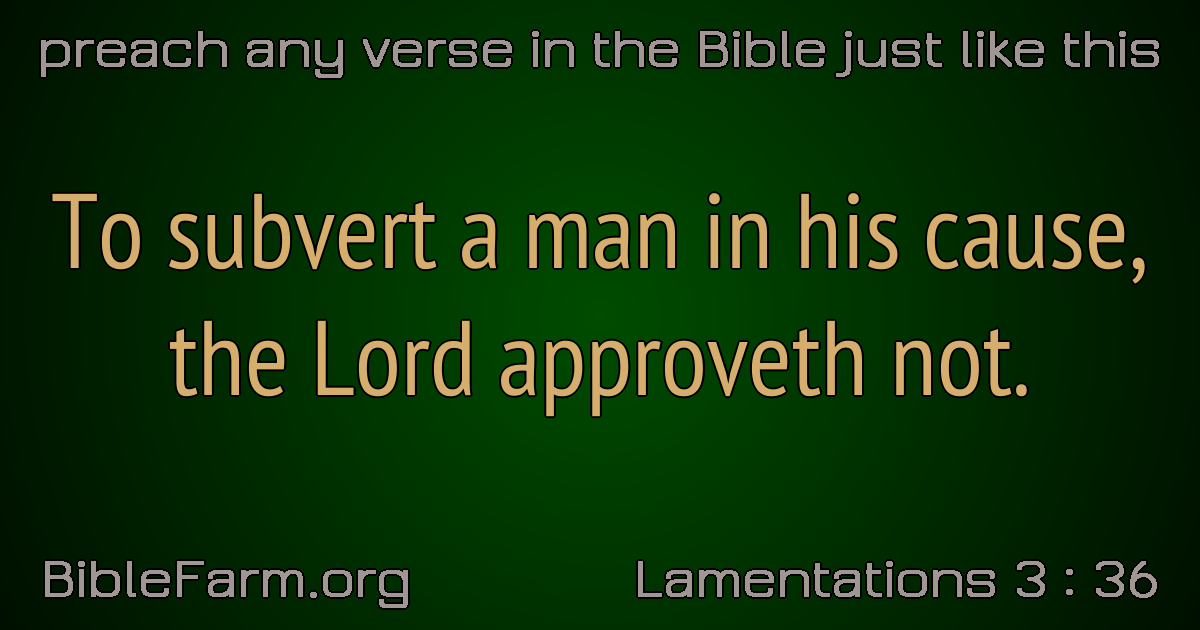 preach any verse in the Bible just like this
To subvert a man in his cause,
the Lord approveth not.
BibleFarm.org
Lamentations 3 : 36